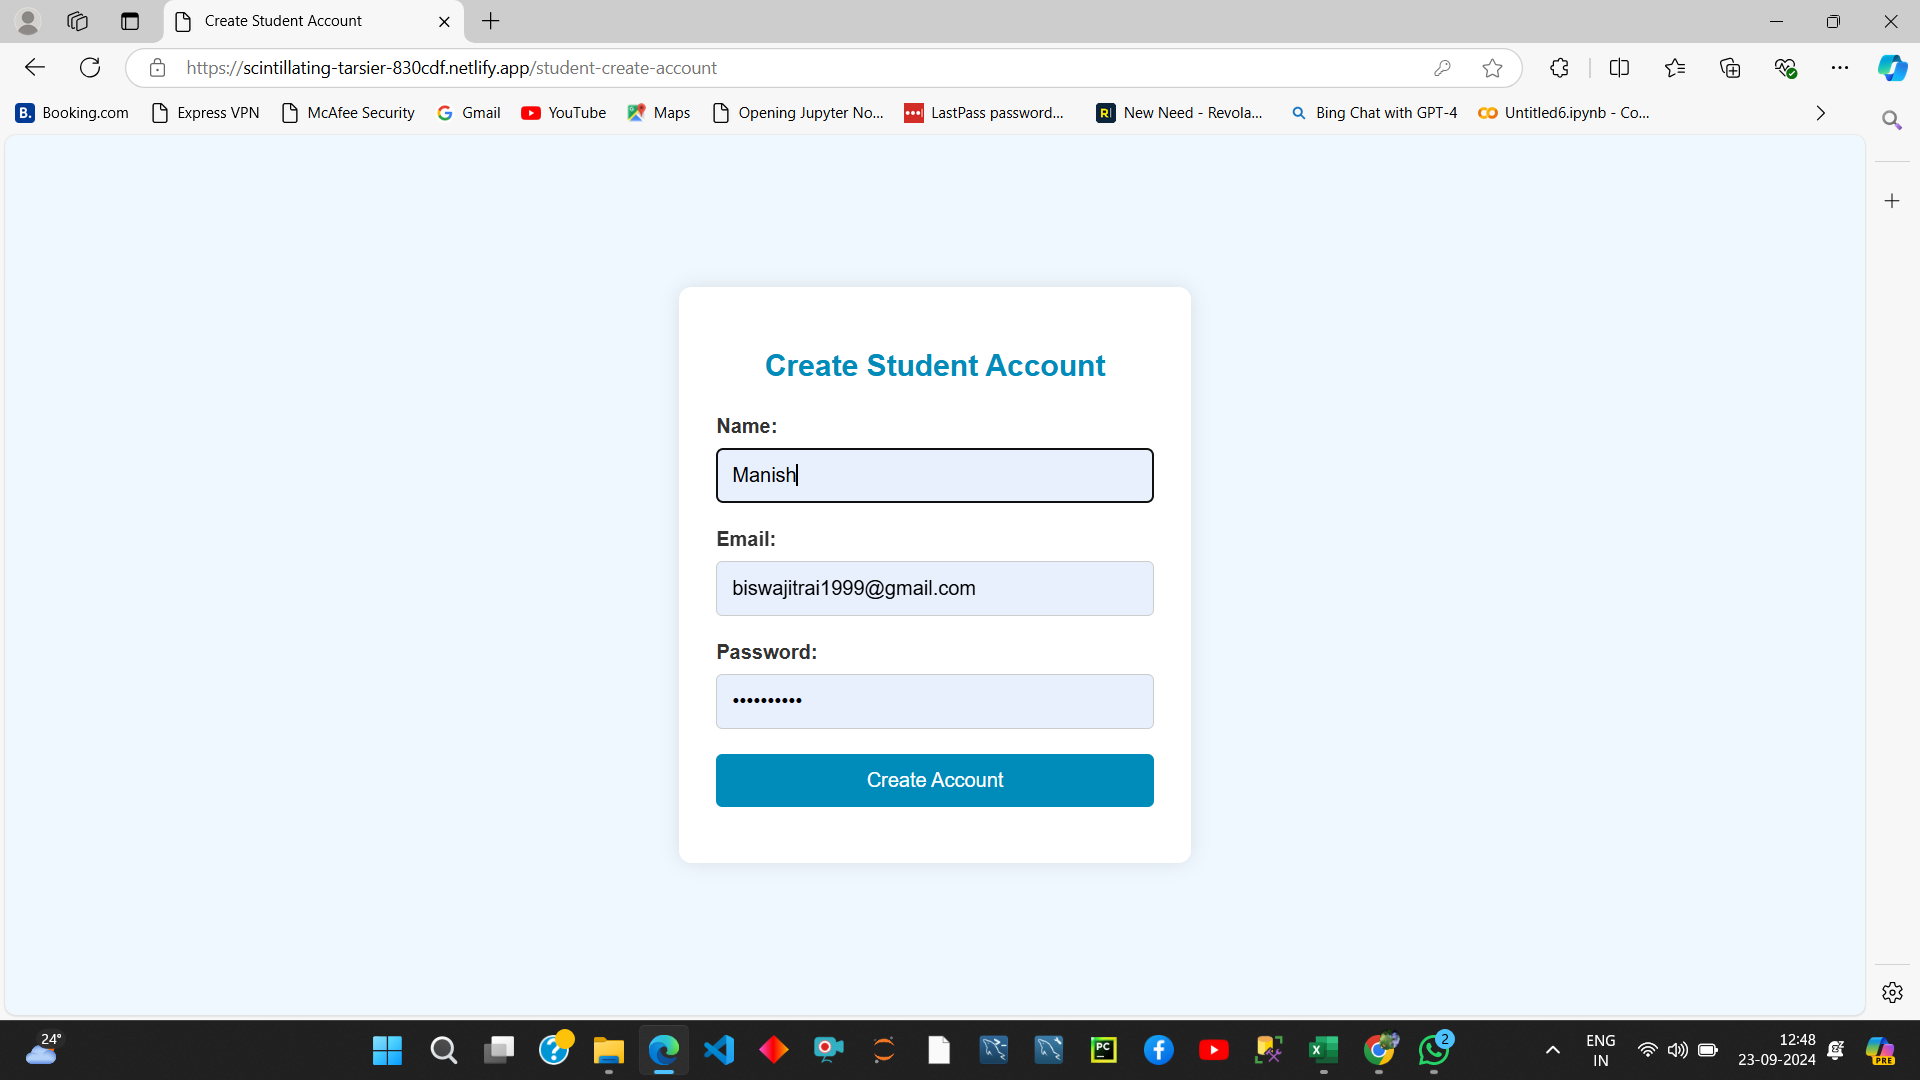 Create Student Account
https://scintillating-tarsier-830cdf.netlify.app/student-create-account
B. Booking.com Express VPN McAfee Security Gmail YouTube Maps Opening Jupyter No... LastPass password... R| New Need - Revola... Bing Chat with GPT-4 Untitled6.ipynb - Co...
Create Student Account
Name:
Manish
Email:
biswajitrai1999@gmail.com
Password:
••••••••••
Create Account
24°
PC
2
ENG
IN
12:48
23-09-2024
PRE